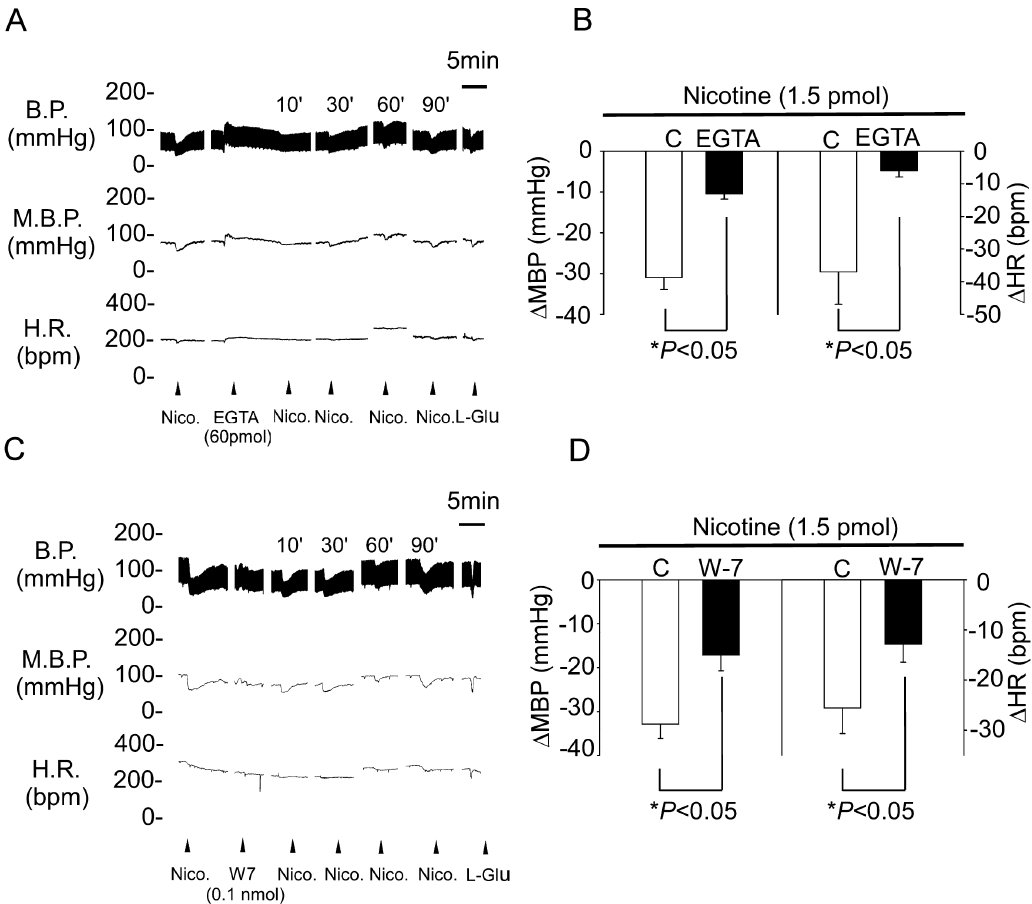 A
5min
10' 30' 60' 90'
B.P.
(mmHg)
200-
100-
0-
M.B.P.
(mmHg)
200-
100-
0-
H.R.
(bpm)
400-
200-
0-
Nico. EGTA Nico. Nico. Nico. Nico. L-Glu
(60pmol)
B
Nicotine (1.5 pmol)
C EGTA C EGTA
ΔMBP (mmHg)
0
-10
-20
-30
-40
ΔHR (bpm)
0
-10
-20
-30
-40
-50
*P<0.05 *P<0.05
C
5min
10' 30' 60' 90'
B.P.
(mmHg)
200-
100-
0-
M.B.P.
(mmHg)
200-
100-
0-
H.R.
(bpm)
400-
200-
0-
Nico. W7 Nico. Nico. Nico. Nico. L-Glu
(0.1 nmol)
D
Nicotine (1.5 pmol)
C W-7 C W-7
ΔMBP (mmHg)
0
-10
-20
-30
-40
ΔHR (bpm)
0
-10
-20
-30
*P<0.05 *P<0.05